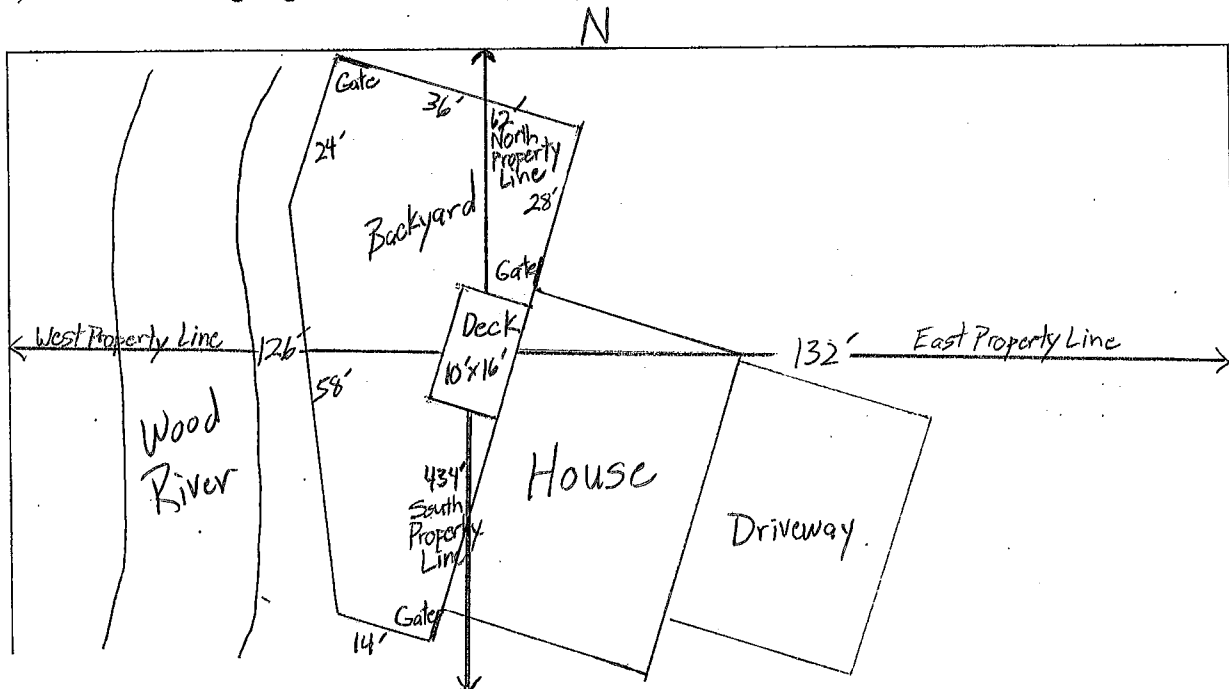 N
Gate
36'
62'
North
Property
Line
24'
28'
Backyard
Gate
Deck
10'x16'
West Property Line
126'
132'
East Property Line
58'
Wood
River
434'
South
Property
Line
House
Driveway
Gate
14'